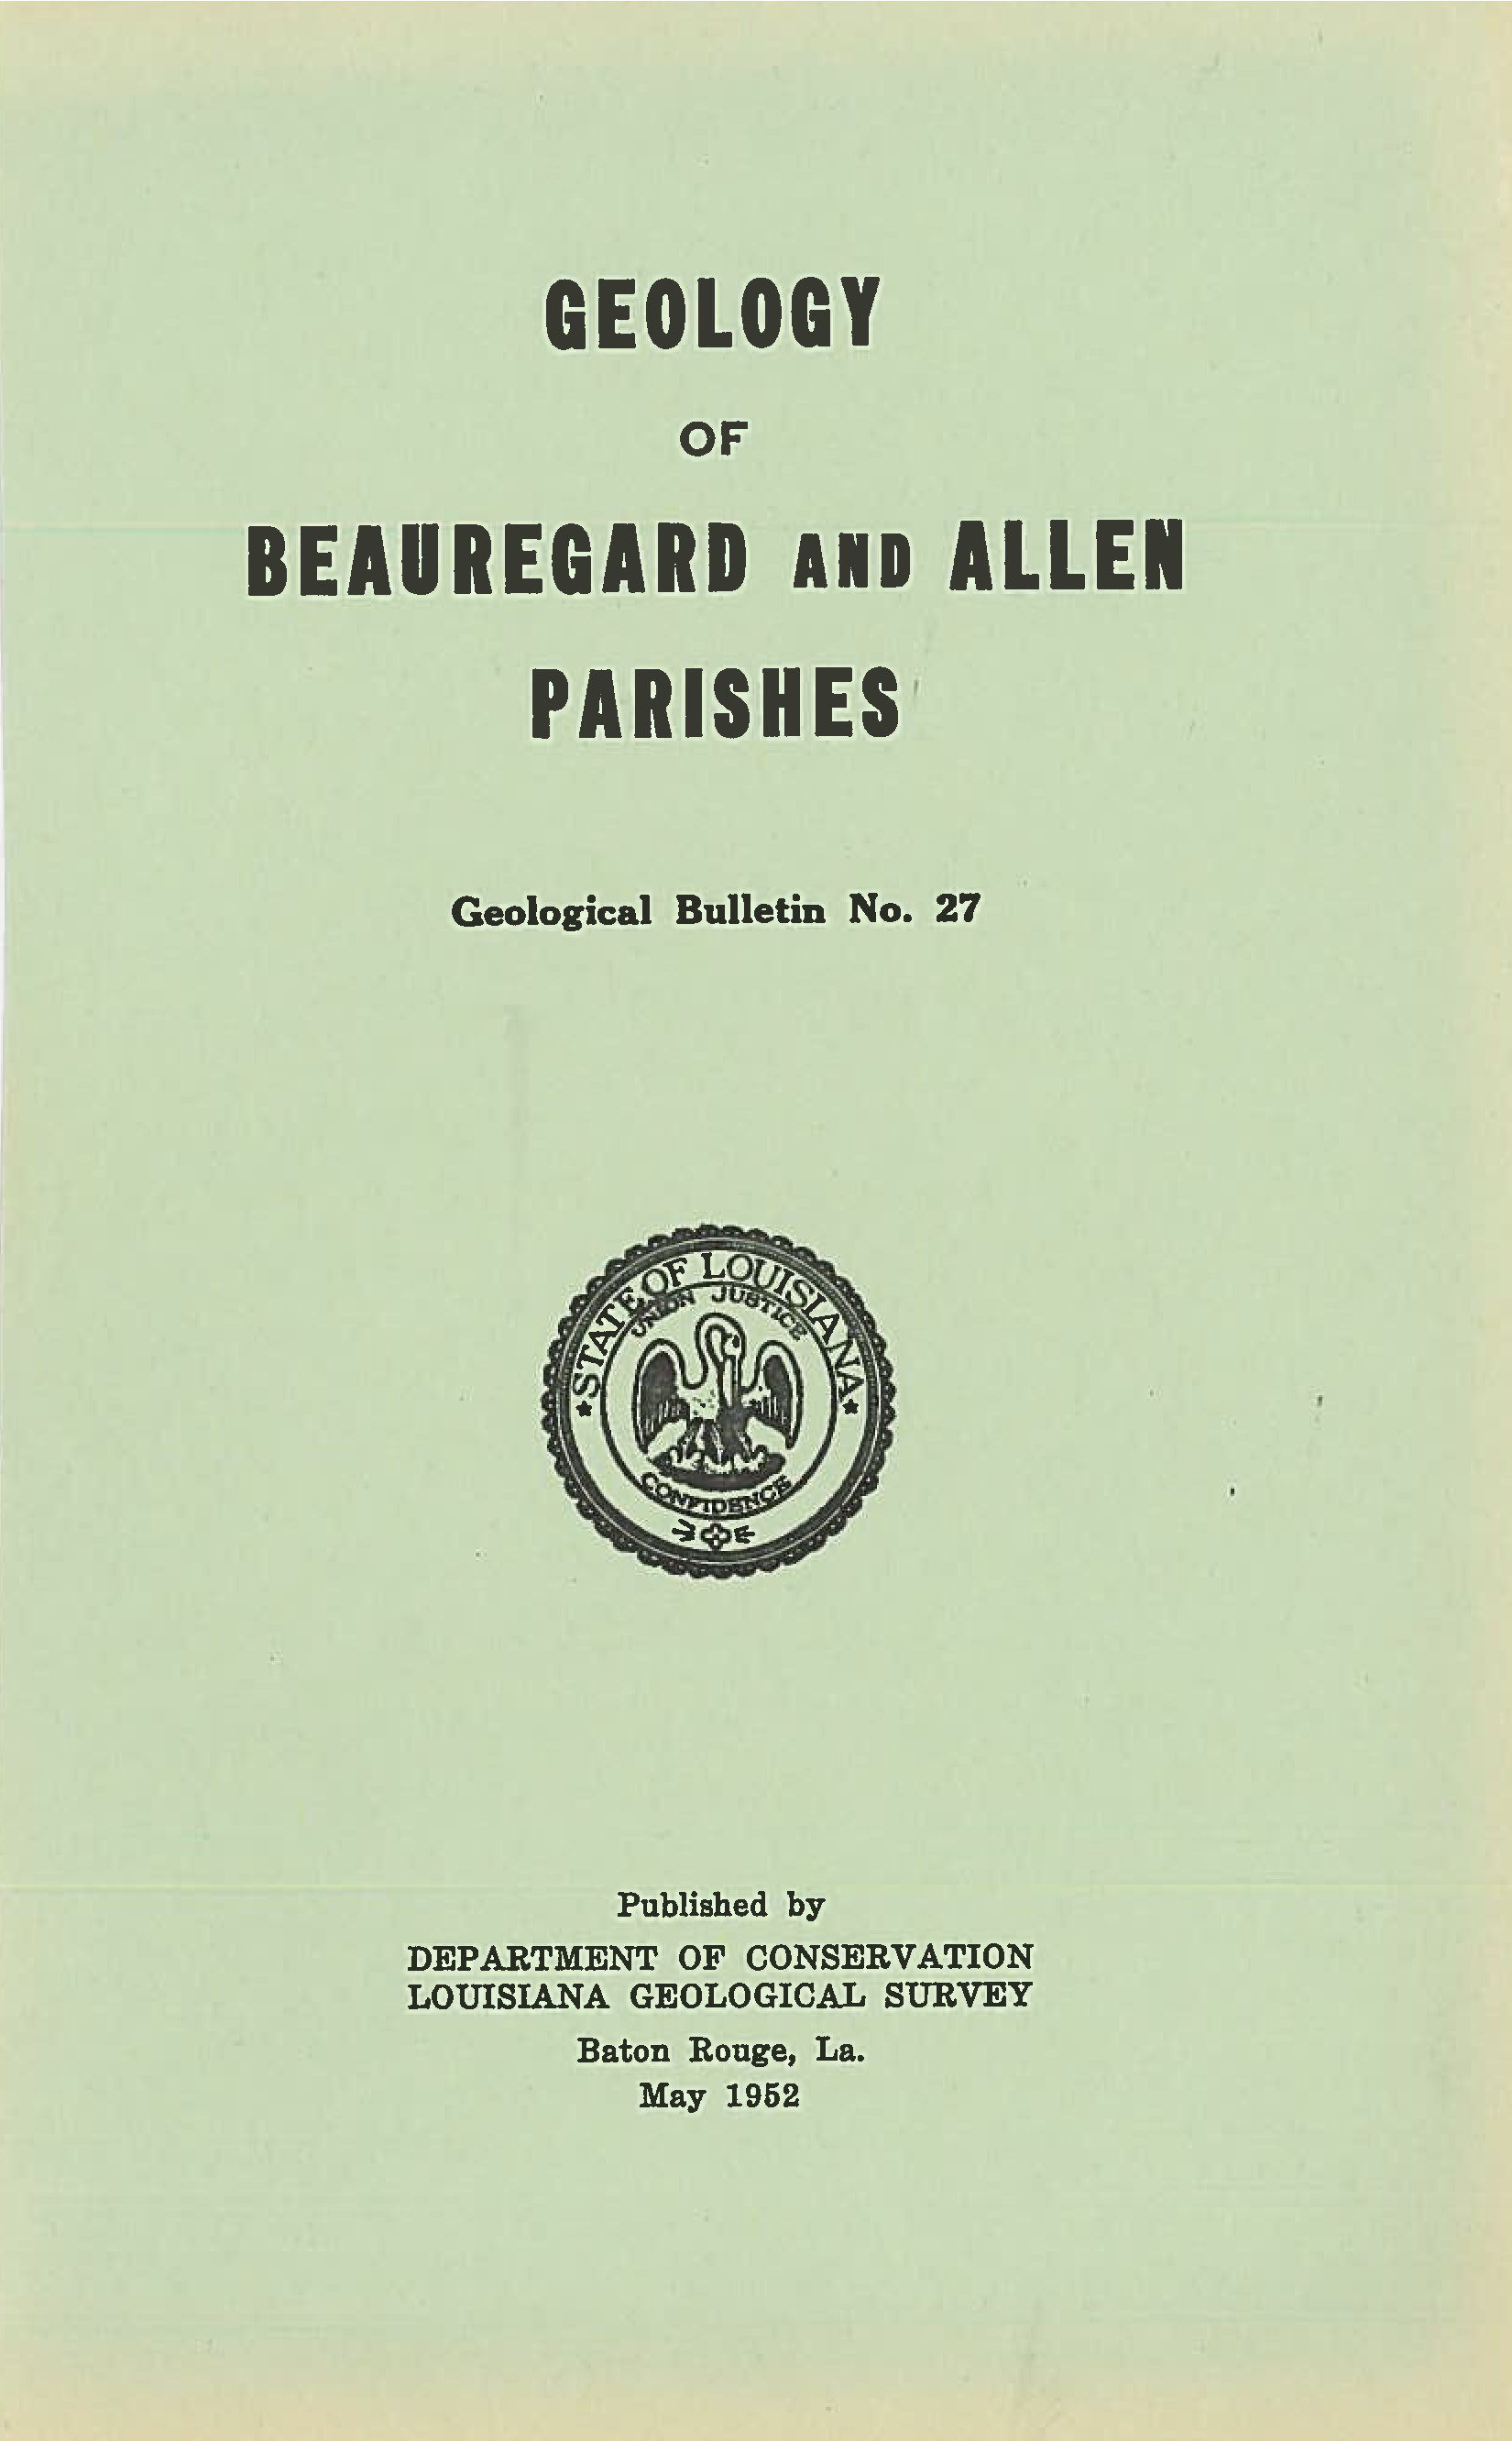 GEOLOGY
OF
BEAUREGARD AND ALLEN
PARISHES
Geological Bulletin No. 27
STATE OF LOUISIANA
UNION JUSTICE
CONFIDENCE
Published by
DEPARTMENT OF CONSERVATION
LOUISIANA GEOLOGICAL SURVEY
Baton Rouge, La.
May 1952